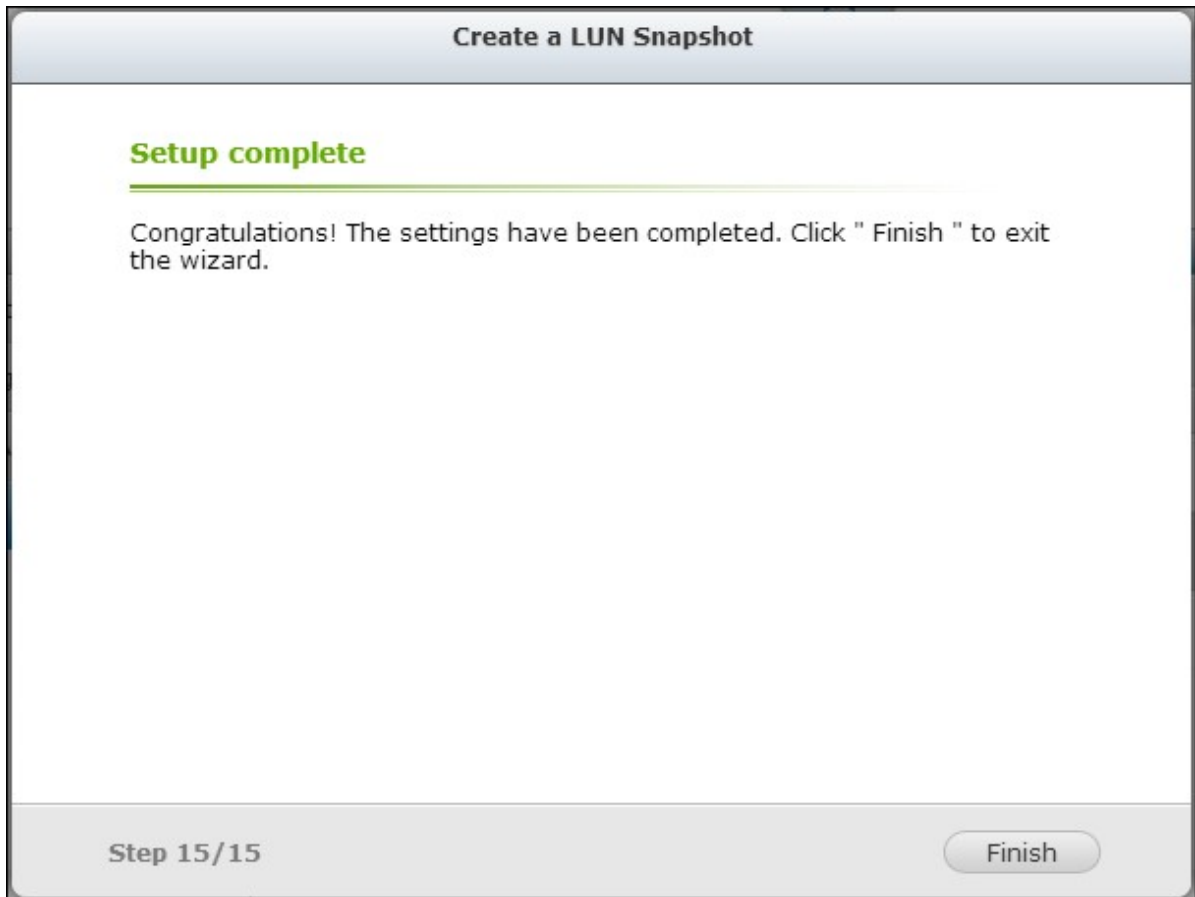 Create a LUN Snapshot
Setup complete
Congratulations! The settings have been completed. Click " Finish " to exit
the wizard.
Step 15/15
Finish